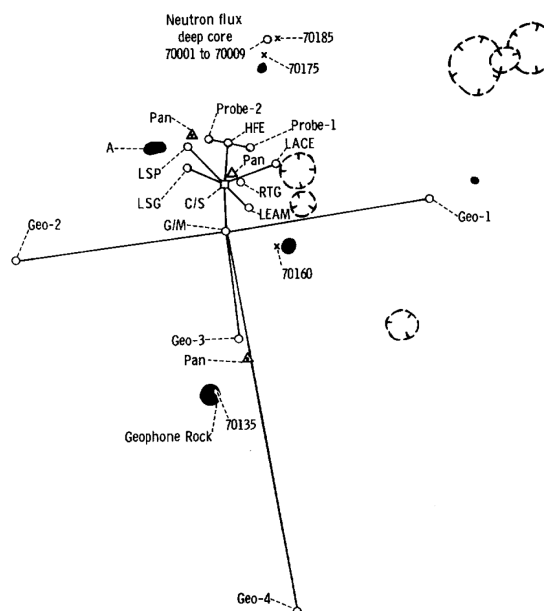 Neutron flux
deep core
70001 to 70009
70185
70175
Pan
Probe-2
HFE
Probe-1
A
LACE
LSP
Pan
LSG
C/S
RTG
LEAM
Geo-1
Geo-2
G/M
70160
Geo-3
Pan
70135
Geophone Rock
Geo-4